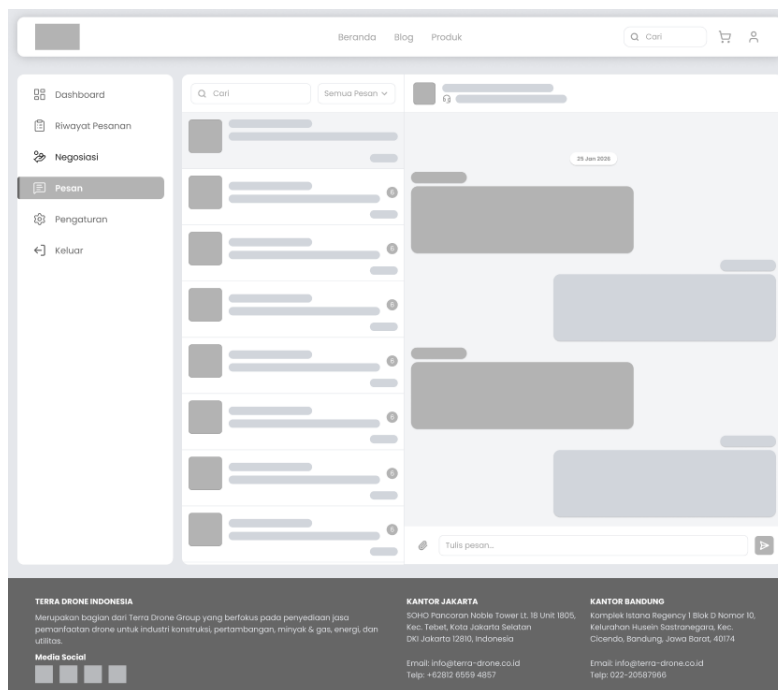 Beranda Blog Produk Cari
Dashboard
Riwayat Pesanan
Negosiasi
Pesan
Pengaturan
Keluar
Cari Semua Pesan
25 Jan 2026
Tulis pesan...
TERRA DRONE INDONESIA
Merupakan bagian dari Terra Drone Group yang berfokus pada penyediaan jasa
pemanfaatan drone untuk industri konstruksi, pertambangan, minyak & gas, energi, dan
utilitas.
Media Social
KANTOR JAKARTA
SOHO Pancoran Noble Tower Lt. 18 Unit 1805,
Kec. Tebet, Kota Jakarta Selatan
DKI Jakarta 12810, Indonesia
Email: info@terra-drone.co.id
Telp: +62812 6559 4857
KANTOR BANDUNG
Komplek Istana Regency 1 Blok D Nomor 10,
Kelurahan Husein Sastranegara, Kec.
Cicendo, Bandung, Jawa Barat, 40174
Email: info@terra-drone.co.id
Telp: 022-20587966